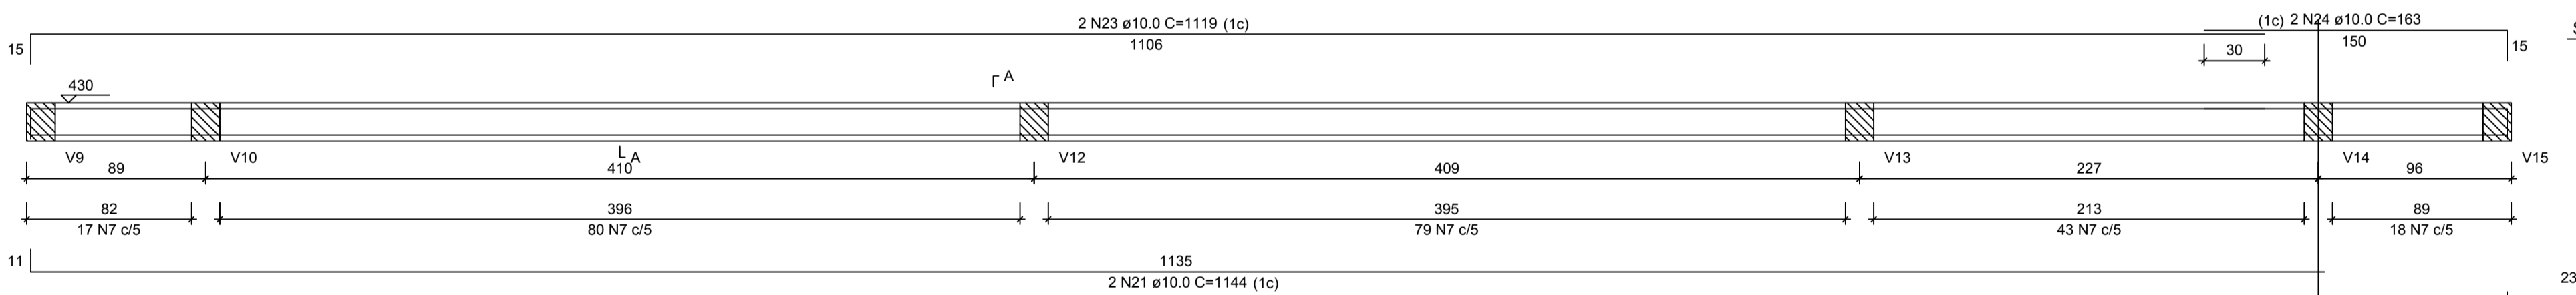 2 N23 ø10.0 C=1119 (1c)
(1c) 2 N24 ø10.0 C=163
15
1106
30
150
15
A
430
V9
V10
A
V12
V13
V14
V15
89
410
409
227
96
82
396
395
213
89
17 N7 c/5
80 N7 c/5
79 N7 c/5
43 N7 c/5
18 N7 c/5
11
1135
2 N21 ø10.0 C=1144 (1c)
23